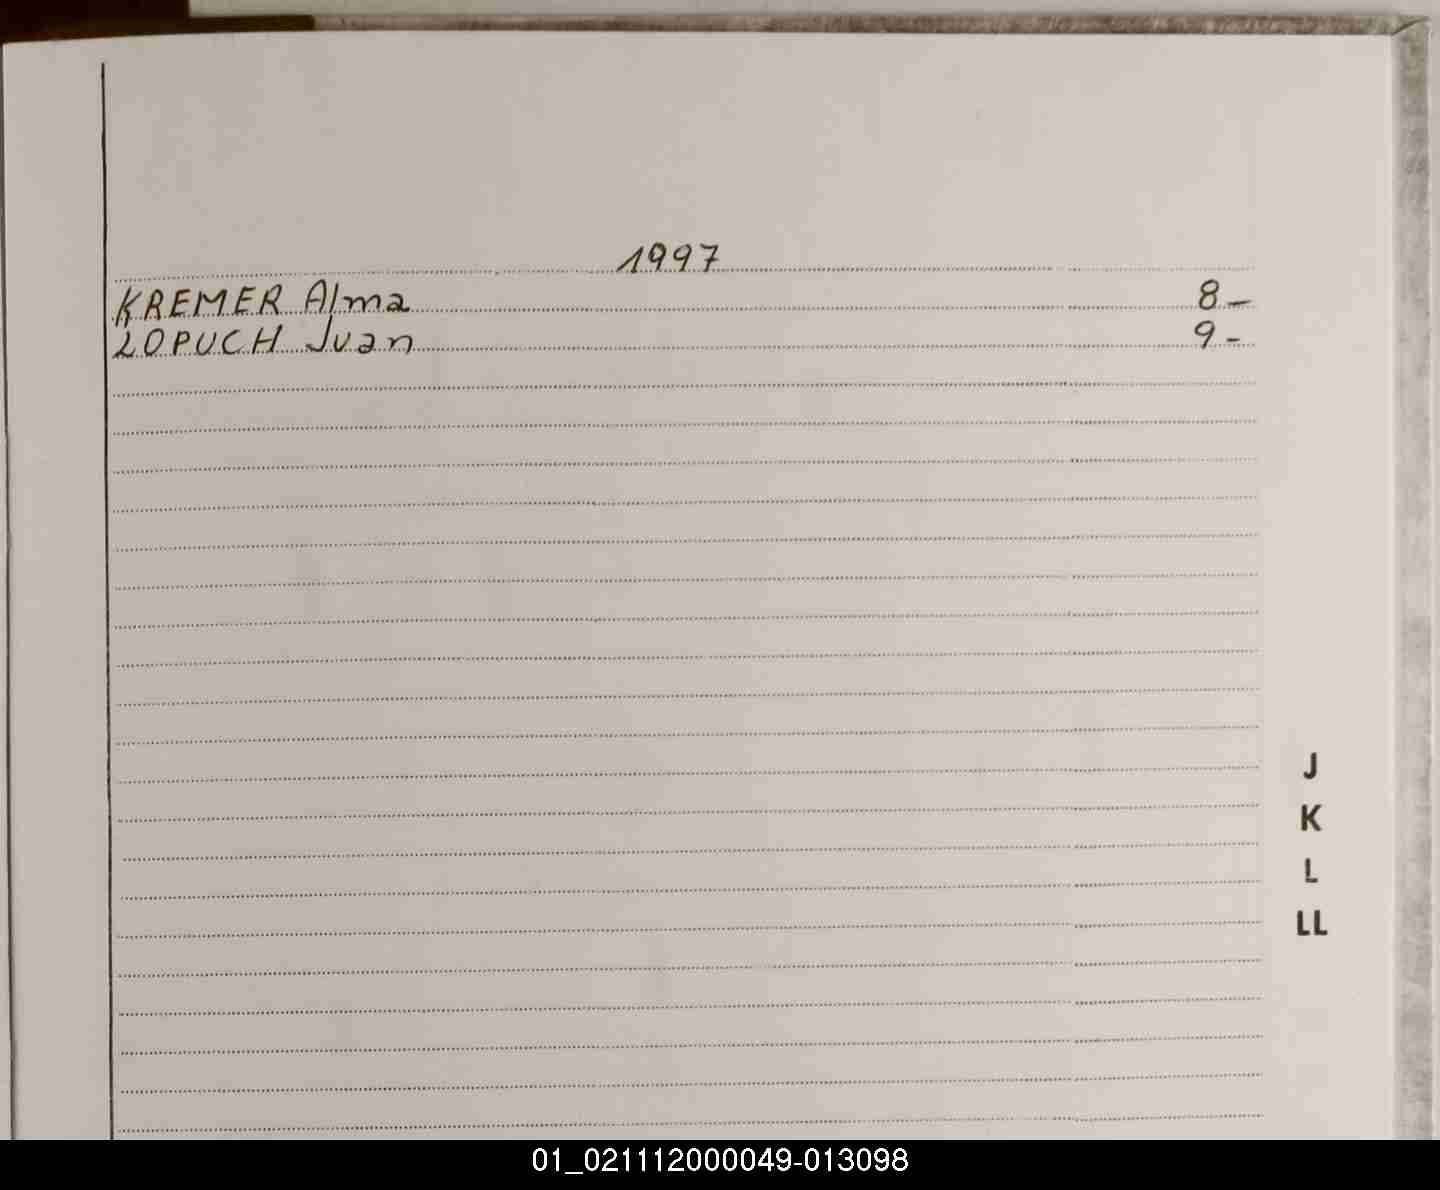 1997
KREMER Alma 8-
LOPUCH Juan 9-
J
K
L
LL
01_021112000049-013098